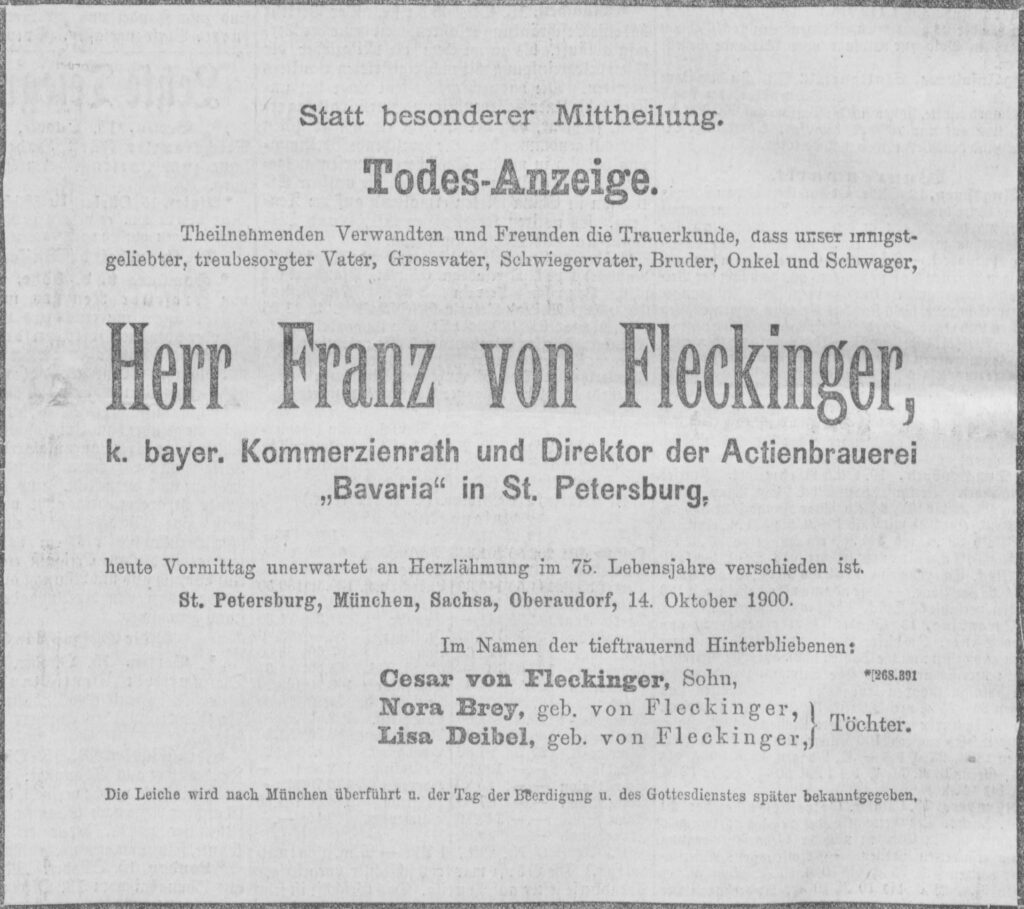 Statt besonderer Mittheilung.
Todes-Anzeige.
Theilnehmenden Verwandten und Freunden die Trauerkunde, dass unser innigst-
geliebter, treubesorgter Vater, Grossvater, Schwiegervater, Bruder, Onkel und Schwager,
Herr Franz von Fleckinger,
k. bayer. Kommerzienrath und Direktor der Actienbrauerei
„Bavaria“ in St. Petersburg,
heute Vormittag unerwartet an Herzlähmung im 75. Lebensjahre verschieden ist.
St. Petersburg, München, Sachsa, Oberaudorf, 14. Oktober 1900.
Im Namen der tieftrauernd Hinterbliebenen:
Cesar von Fleckinger, Sohn, *[268.891
Nora Brey, geb. von Fleckinger, }
Lisa Deibel, geb. von Fleckinger, } Töchter.
Die Leiche wird nach München überführt u. der Tag der Beerdigung u. des Gottesdienstes später bekanntgegeben.